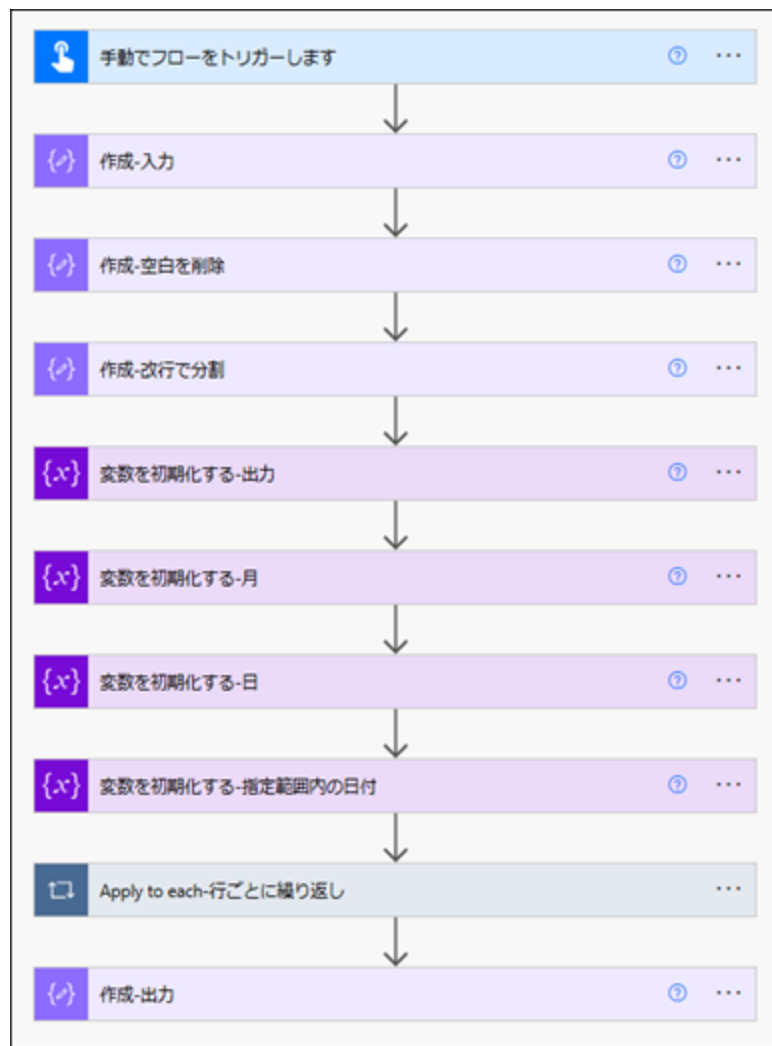 手動でフローをトリガーします
作成-入力
作成-空白を削除
作成-改行で分割
変数を初期化する-出力
変数を初期化する-月
変数を初期化する-日
変数を初期化する-指定範囲内の日付
Apply to each-行ごとに繰り返し
作成-出力